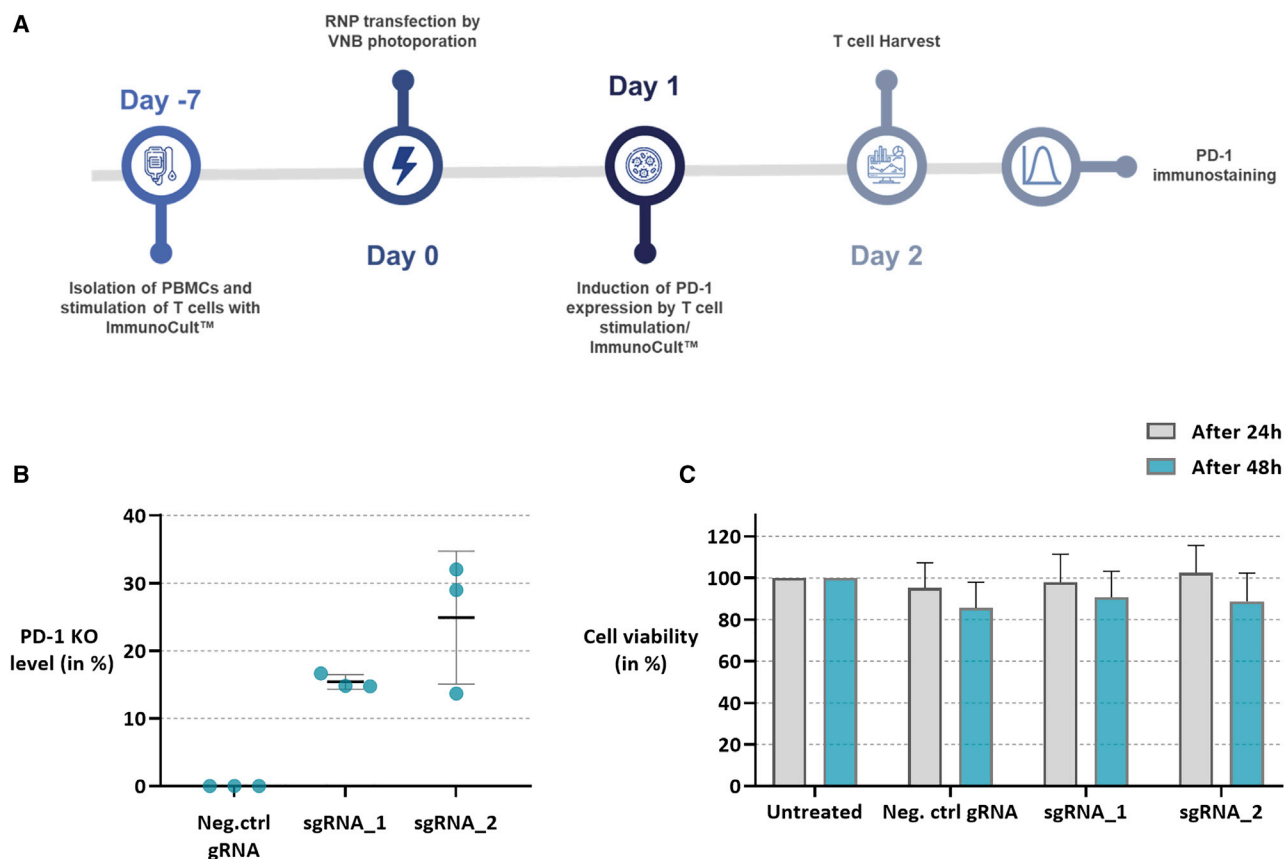 A
RNP transfection by
VNB photoporation
T cell Harvest
Day -7
Day 1
PD-1
immunostaining
Day 0
Day 2
Isolation of PBMCs and
stimulation of T cells with
ImmunoCult™
Induction of PD-1
expression by T cell
stimulation/
ImmunoCult™
B
PD-1 KO
level (in %)
40
30
20
10
0
Neg.ctrl
gRNA
sgRNA_1
sgRNA_2
C
After 24h
After 48h
Cell viability
(in %)
120
100
80
60
40
20
0
Untreated
Neg. ctrl gRNA
sgRNA_1
sgRNA_2